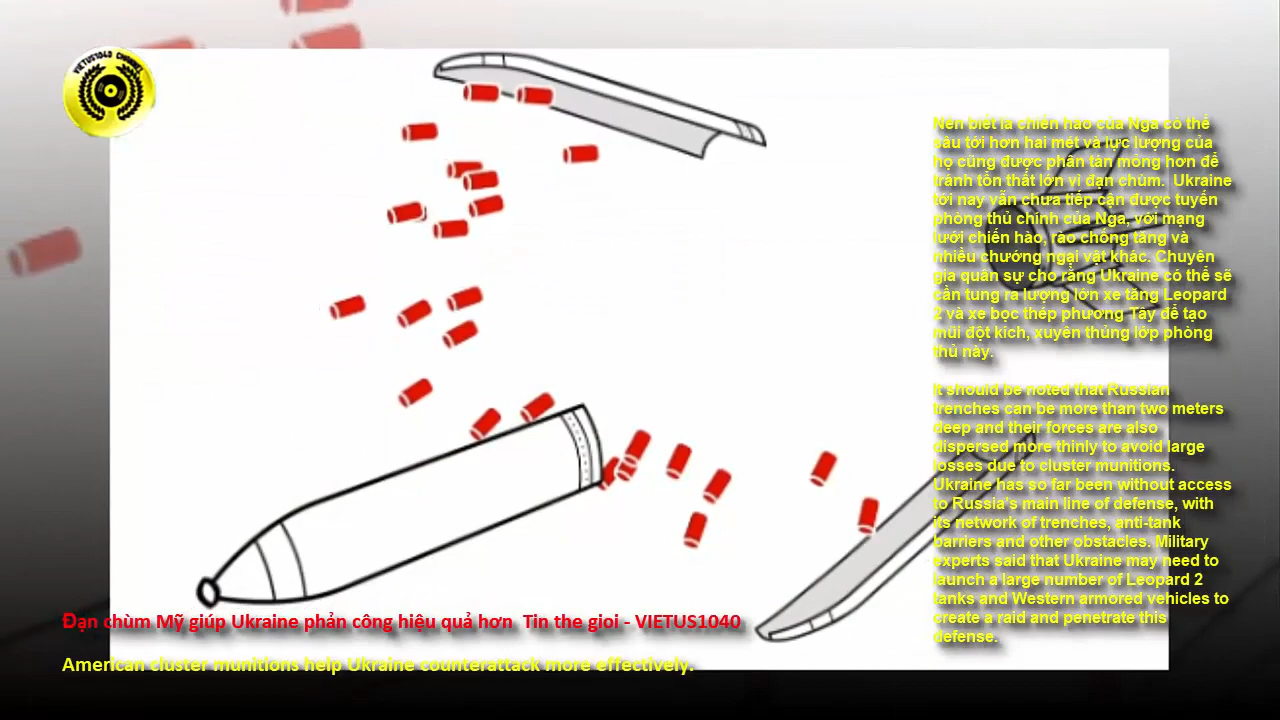 VIETUS1040 CHANNEL
Nên biết là chiến hào của Nga có thể
sâu tới hơn hai mét và lực lượng của
họ cũng được phân tán mỏng hơn để
tránh tổn thất lớn vì đạn chùm.  Ukraine
tới nay vẫn chưa tiếp cận được tuyến
phòng thủ chính của Nga, với mạng
lưới chiến hào, rào chống tăng và
nhiều chướng ngại vật khác. Chuyên
gia quân sự cho rằng Ukraine có thể sẽ
cần tung ra lượng lớn xe tăng Leopard
2 và xe bọc thép phương Tây để tạo
mũi đột kích, xuyên thủng lớp phòng
thủ này.
It should be noted that Russian
trenches can be more than two meters
deep and their forces are also
dispersed more thinly to avoid large
losses due to cluster munitions.
Ukraine has so far been without access
to Russia's main line of defense, with
its network of trenches, anti-tank
barriers and other obstacles. Military
experts said that Ukraine may need to
launch a large number of Leopard 2
tanks and Western armored vehicles to
create a raid and penetrate this
defense.
Đạn chùm Mỹ giúp Ukraine phản công hiệu quả hơn  Tin the gioi - VIETUS1040
American cluster munitions help Ukraine counterattack more effectively.